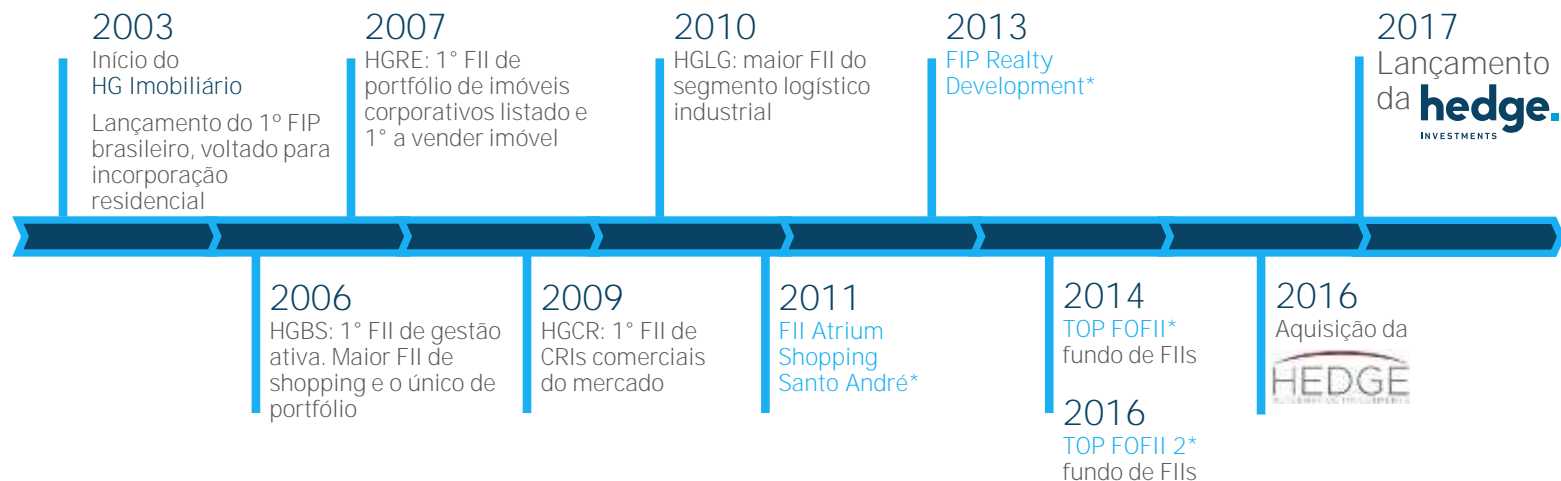 2003
Início do
HG Imobiliário
Lançamento do 1º FIP
brasileiro, voltado para
incorporação
residencial
2007
HGRE: 1° FII de
portfólio de imóveis
corporativos listado e
1° a vender imóvel
2010
HGLG: maior FII do
segmento logístico
industrial
2013
FIP Realty
Development*
2017
Lançamento
da hedge.
INVESTMENTS
2006
HGBS: 1° FII de gestão
ativa. Maior FII de
shopping e o único de
portfólio
2009
HGCR: 1° FII de
CRIs comerciais
do mercado
2011
FII Atrium
Shopping
Santo André*
2014
TOP FOFII*
fundo de FIIs
2016
TOP FOFII 2*
fundo de FIIs
2016
Aquisição da
HEDGE